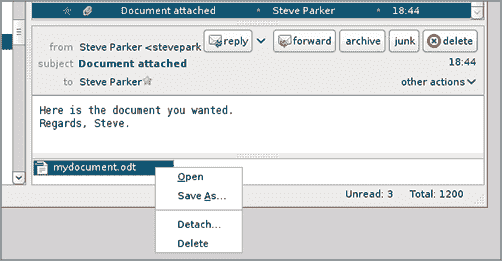 Document attached Steve Parker 18:44
from Steve Parker <stevepark reply forward archive junk delete
subject Document attached 18:44
to Steve Parker other actions
Here is the document you wanted.
Regards, Steve.
mydocument.odt
Open
Save As...
Detach...
Delete
Unread: 3 Total: 1200